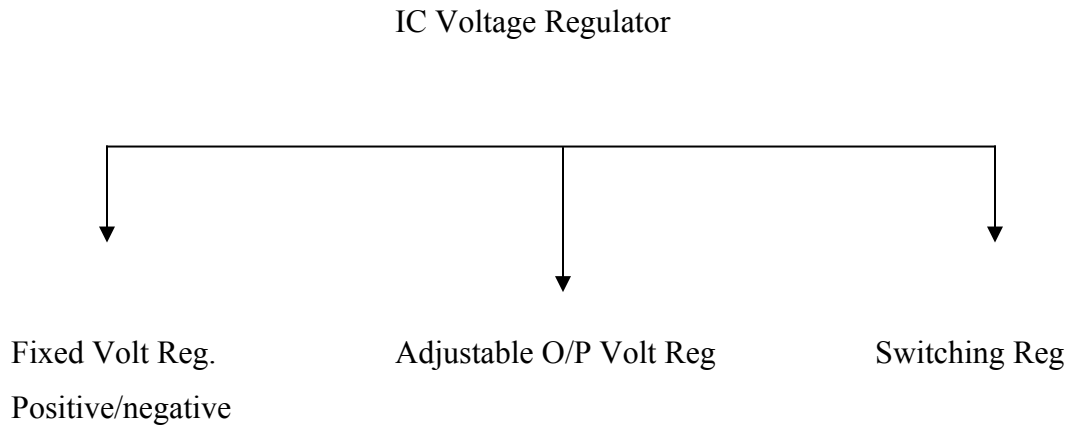 IC Voltage Regulator
Fixed Volt Reg.
Positive/negative
Adjustable O/P Volt Reg
Switching Reg